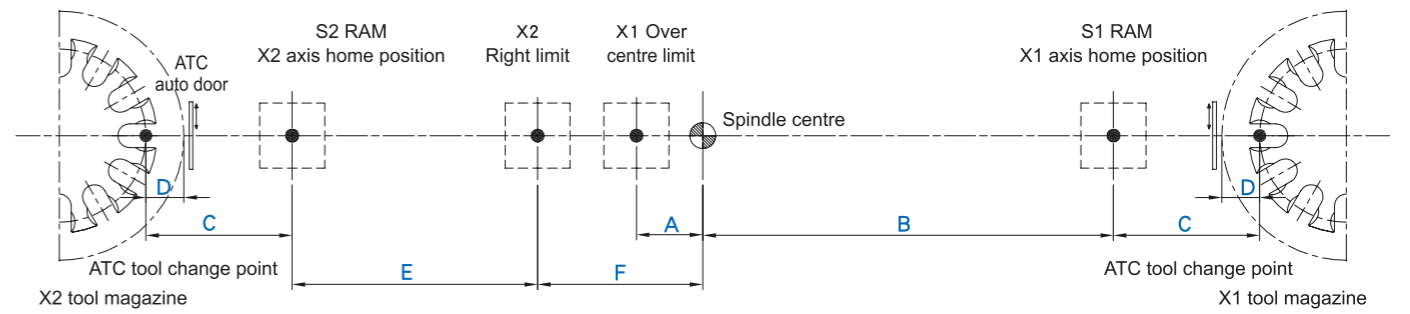 S2 RAM
X2 axis home position
X2
Right limit
X1 Over
centre limit
S1 RAM
X1 axis home position
ATC
auto door
Spindle centre
D
D
C
A
B
C
E
F
ATC tool change point
X2 tool magazine
ATC tool change point
X1 tool magazine